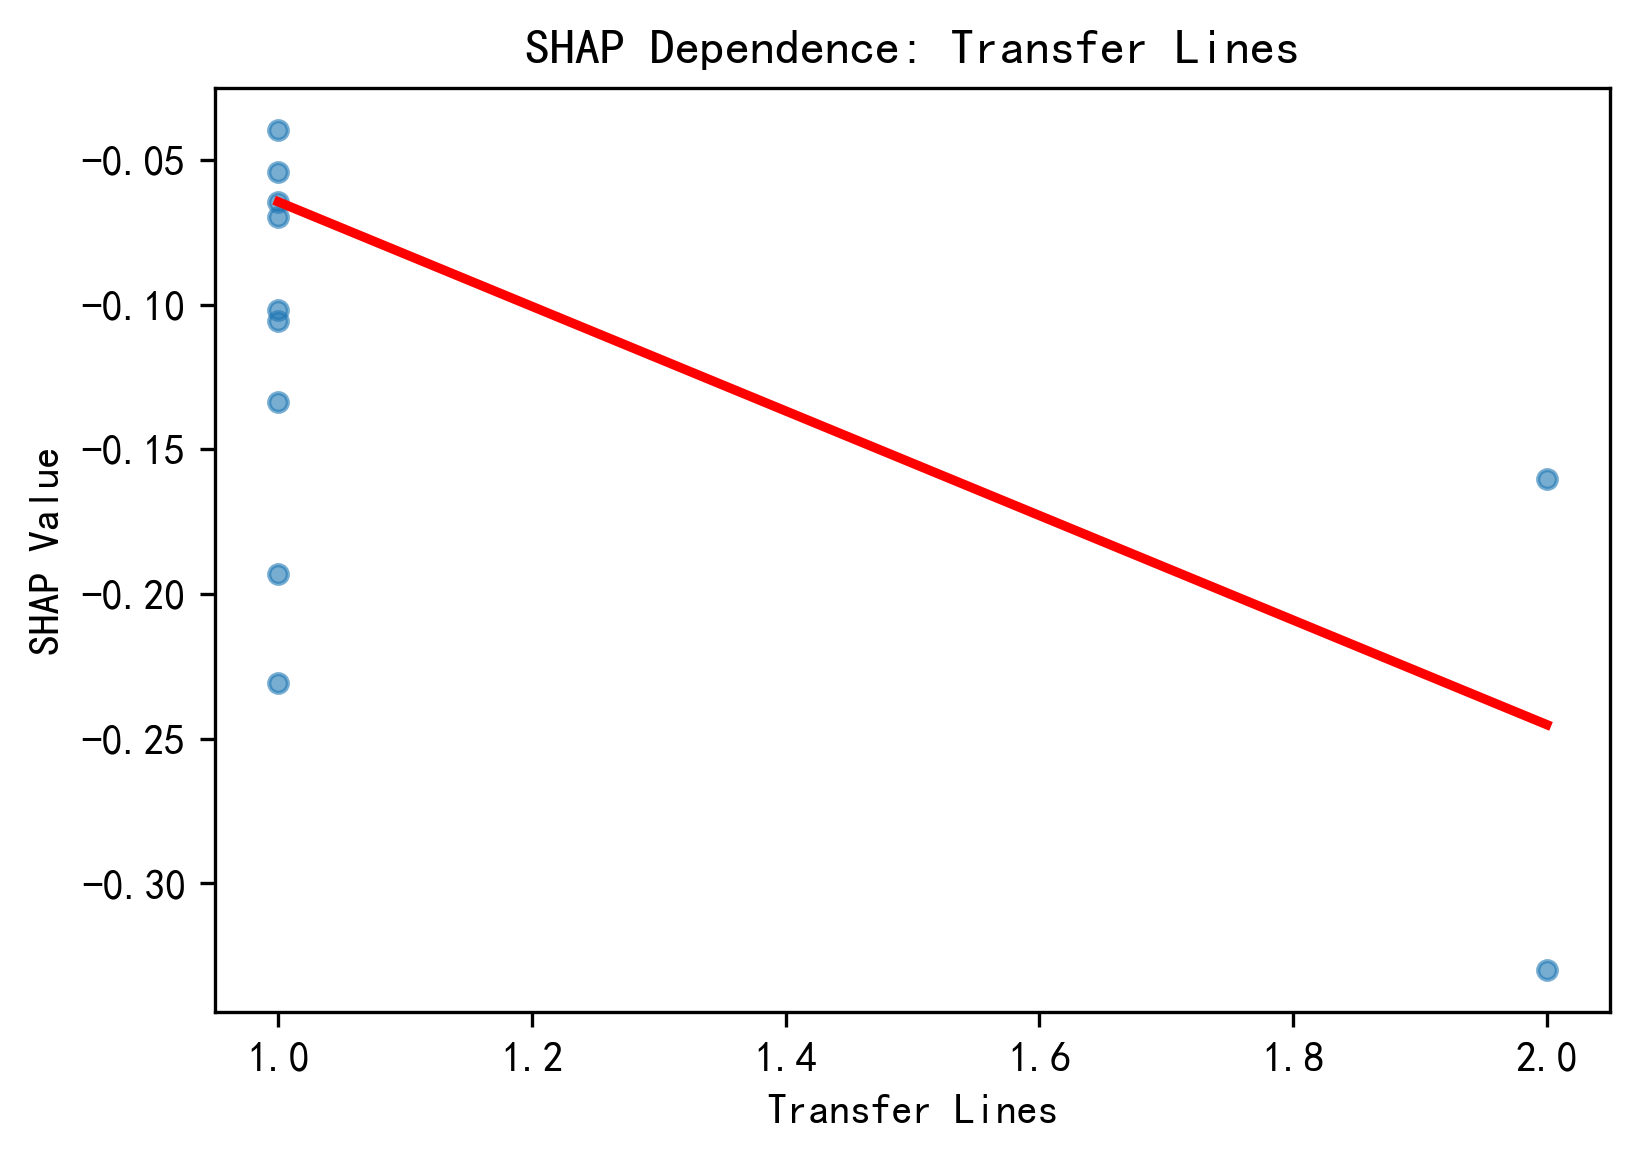 SHAP Dependence: Transfer Lines
SHAP Value
-0.05
-0.10
-0.15
-0.20
-0.25
-0.30
1.0 1.2 1.4 1.6 1.8 2.0
Transfer Lines